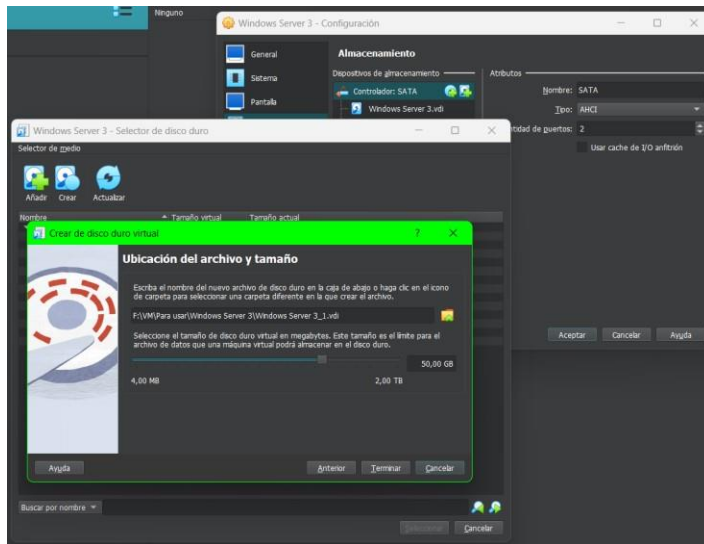 Ninguno
Windows Server 3 - Configuración
General
Sistema
Pantalla
Almacenamiento
Dispositivos de almacenamiento
Controlador: SATA
Windows Server 3.vdi
Atributos
Nombre: SATA
Tipo: AHCI
tidad de puertos: 2
Usar cache de I/O anfitrión
Aceptar Cancelar Ayuda
Windows Server 3 - Selector de disco duro
Selector de medio
Añadir Crear Actualizar
Nombre Tamaño virtual Tamaño actual
Crear de disco duro virtual
Ubicación del archivo y tamaño
Escriba el nombre del nuevo archivo de disco duro en la caja de abajo o haga clic en el icono
de carpeta para seleccionar una carpeta diferente en la que crear el archivo.
F:\VM\Para usar\Windows Server 3\Windows Server 3_1.vdi
Seleccione el tamaño de disco duro virtual en megabytes. Este tamaño es el límite para el
archivo de datos que una máquina virtual podrá almacenar en el disco duro.
50,00 GB
4,00 MB 2,00 TB
Ayuda Anterior Terminar Cancelar
Buscar por nombre
Seleccionar Cancelar